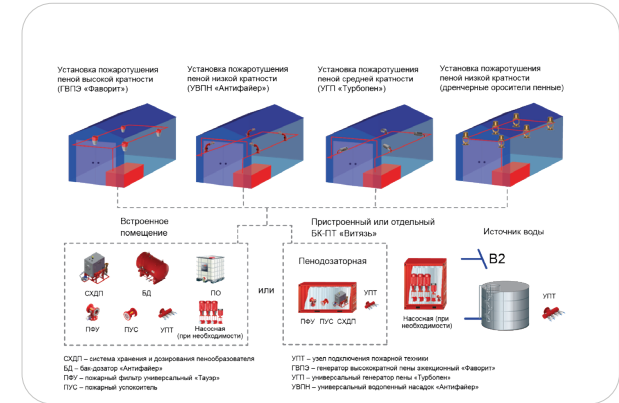 Установка пожаротушения
пеной высокой кратности
(ГВПЭ «Фаворит»)
Установка пожаротушения
пеной низкой кратности
(УВПН «Антифайер»)
Установка пожаротушения
пеной средней кратности
(УГП «Турбопен»)
Установка пожаротушения
пеной низкой кратности
(дренчерные оросители пенные)
Встроенное
помещение
СХДП
БД
ПО
ПФУ
ПУС
УПТ
Насосная
(при необходимости)
или
Пристроенный или отдельный
БК-ПТ «Витязь»
Пенодозаторная
ПФУ ПУС СХДП
УПТ
Насосная (при
необходимости)
Источник воды
В2
УПТ
СХДП – система хранения и дозирования пенообразователя
БД – бак-дозатор «Антифайер»
ПФУ – пожарный фильтр универсальный «Тауэр»
ПУС – пожарный успокоитель
УПТ – узел подключения пожарной техники
ГВПЭ – генератор высократной пены эжекционный «Фаворит»
УГП – универсальный генератор пены «Турбопен»
УВПН – универсальный водопенный насадок «Антифайер»